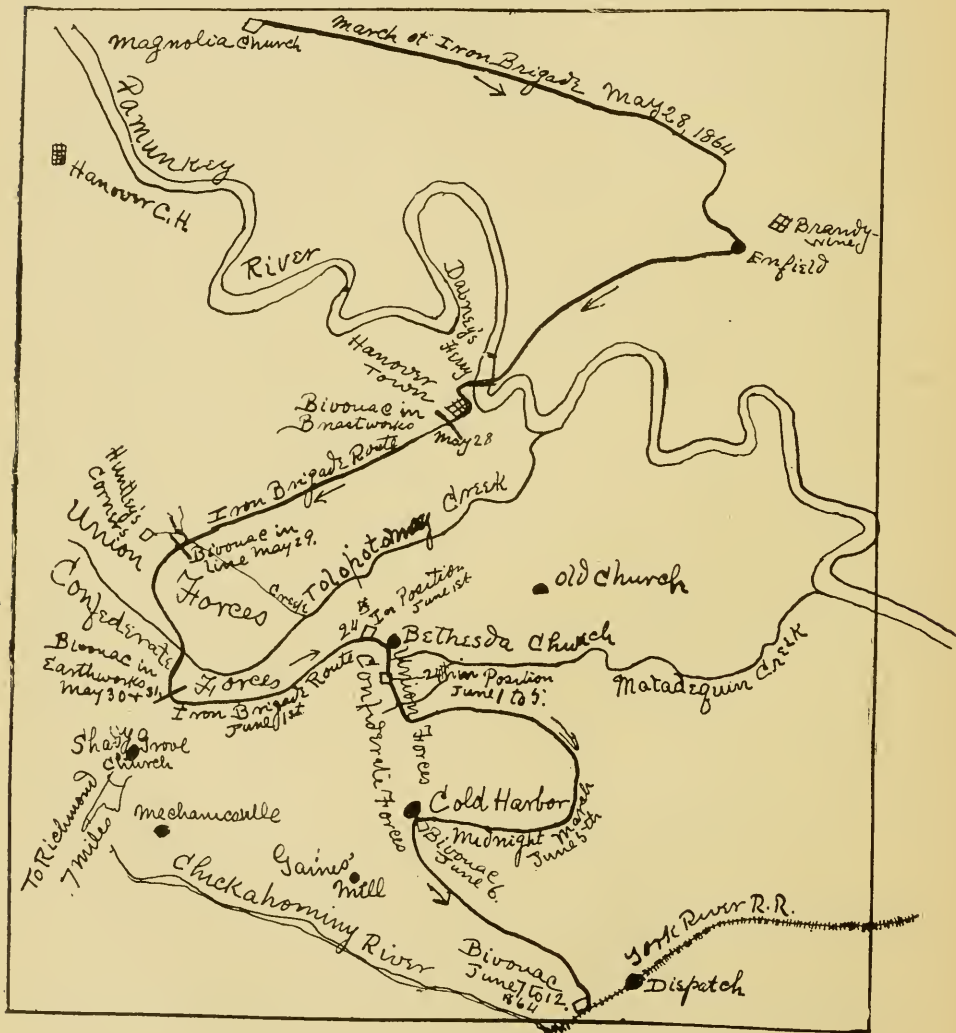 March of Iron Brigade May 28, 1864
Magnolia Church
Pamunkey
River
Hanover C.H.
Brandy-
wine
Enfield
Dabney's
Ferry
Hanover
Town
Bivouac in
Breastworks
May 28
Iron Brigade Route
Huntley's
Corners
Union
Forces
Bivouac in
line May 29.
Creek
Tolopotomay Creek
Confederate
Forces
Old Church
24th In Position
June 1st
Bethesda Church
Bivouac in
Earthworks
May 30 & 31
Iron Brigade Route
June 1st
Union Forces
Confederate Forces
24th in Position
June 1 to 5.
Matadequin Creek
Shady Grove
Church
To Richmond
7 Miles
Mechanicsville
Gaines'
Mill
Cold Harbor
Midnight March
June 5th
Bivouac
June 6.
Chickahominy River
York River R.R.
Bivouac
June 7 to 12.
1864
Dispatch